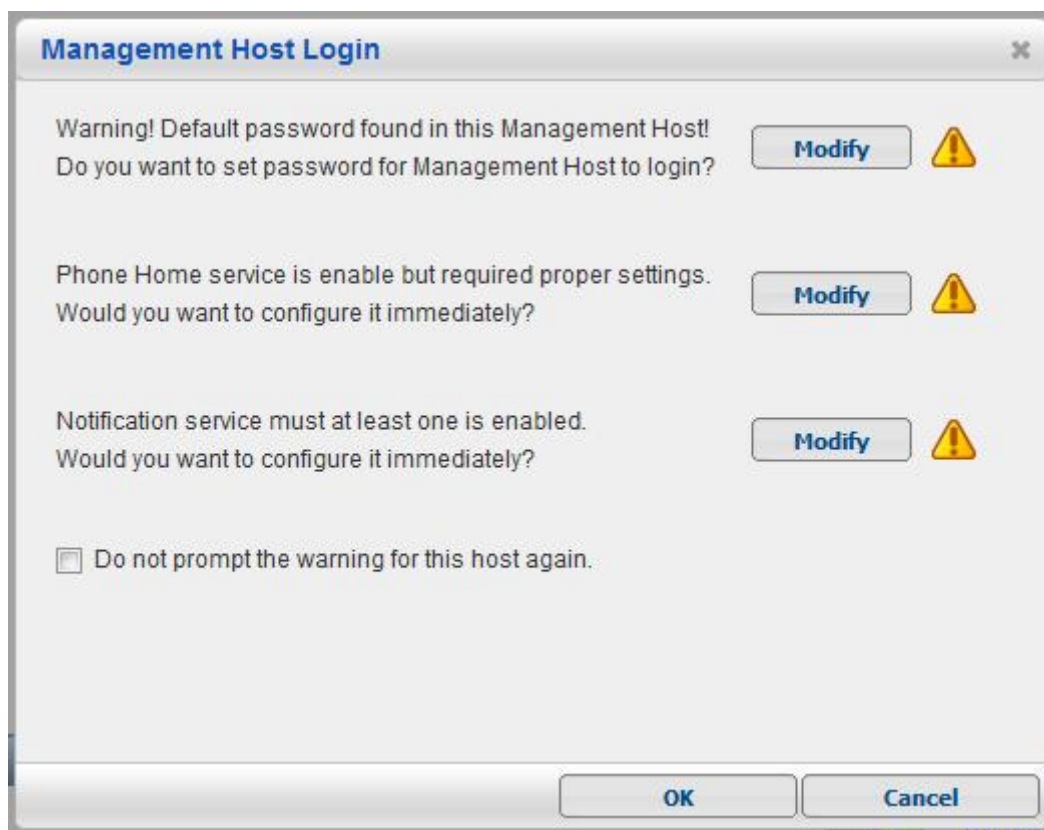 Management Host Login
Warning! Default password found in this Management Host!
Do you want to set password for Management Host to login?
Modify
Phone Home service is enable but required proper settings.
Would you want to configure it immediately?
Modify
Notification service must at least one is enabled.
Would you want to configure it immediately?
Modify
Do not prompt the warning for this host again.
OK Cancel